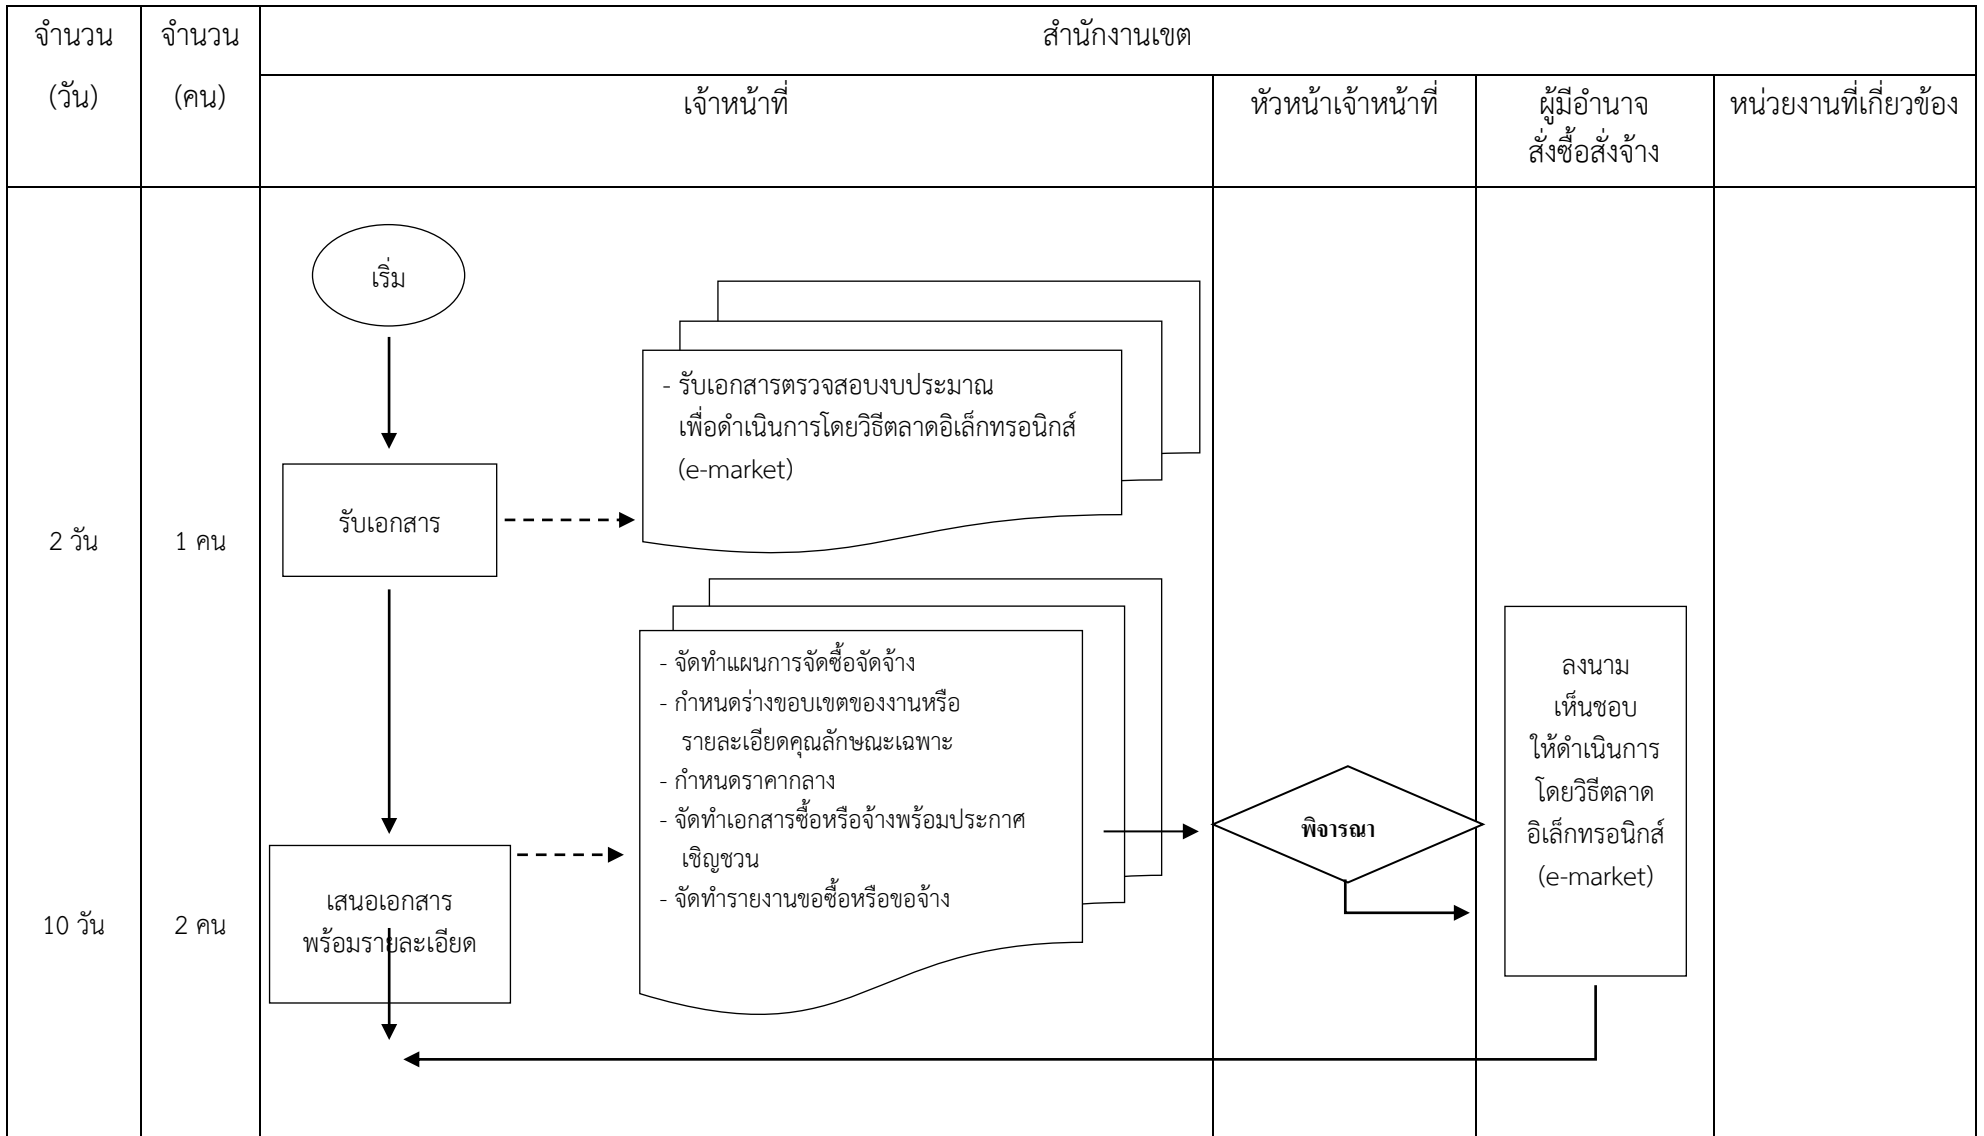 จำนวน
(วัน)
จำนวน
(คน)
สำนักงานเขต
เจ้าหน้าที่
หัวหน้าเจ้าหน้าที่
ผู้มีอำนาจ
สั่งซื้อสั่งจ้าง
หน่วยงานที่เกี่ยวข้อง
เริ่ม
- รับเอกสารตรวจสอบงบประมาณ
เพื่อดำเนินการโดยวิธีตลาดอิเล็กทรอนิกส์
(e-market)
2 วัน
1 คน
รับเอกสาร
- จัดทำแผนการจัดซื้อจัดจ้าง
- กำหนดร่างขอบเขตของงานหรือ
รายละเอียดคุณลักษณะเฉพาะ
- กำหนดราคากลาง
- จัดทำเอกสารซื้อหรือจ้างพร้อมประกาศ
เชิญชวน
- จัดทำรายงานขอซื้อหรือขอจ้าง
พิจารณา
ลงนาม
เห็นชอบ
ให้ดำเนินการ
โดยวิธีตลาด
อิเล็กทรอนิกส์
(e-market)
10 วัน
2 คน
เสนอเอกสาร
พร้อมรายละเอียด